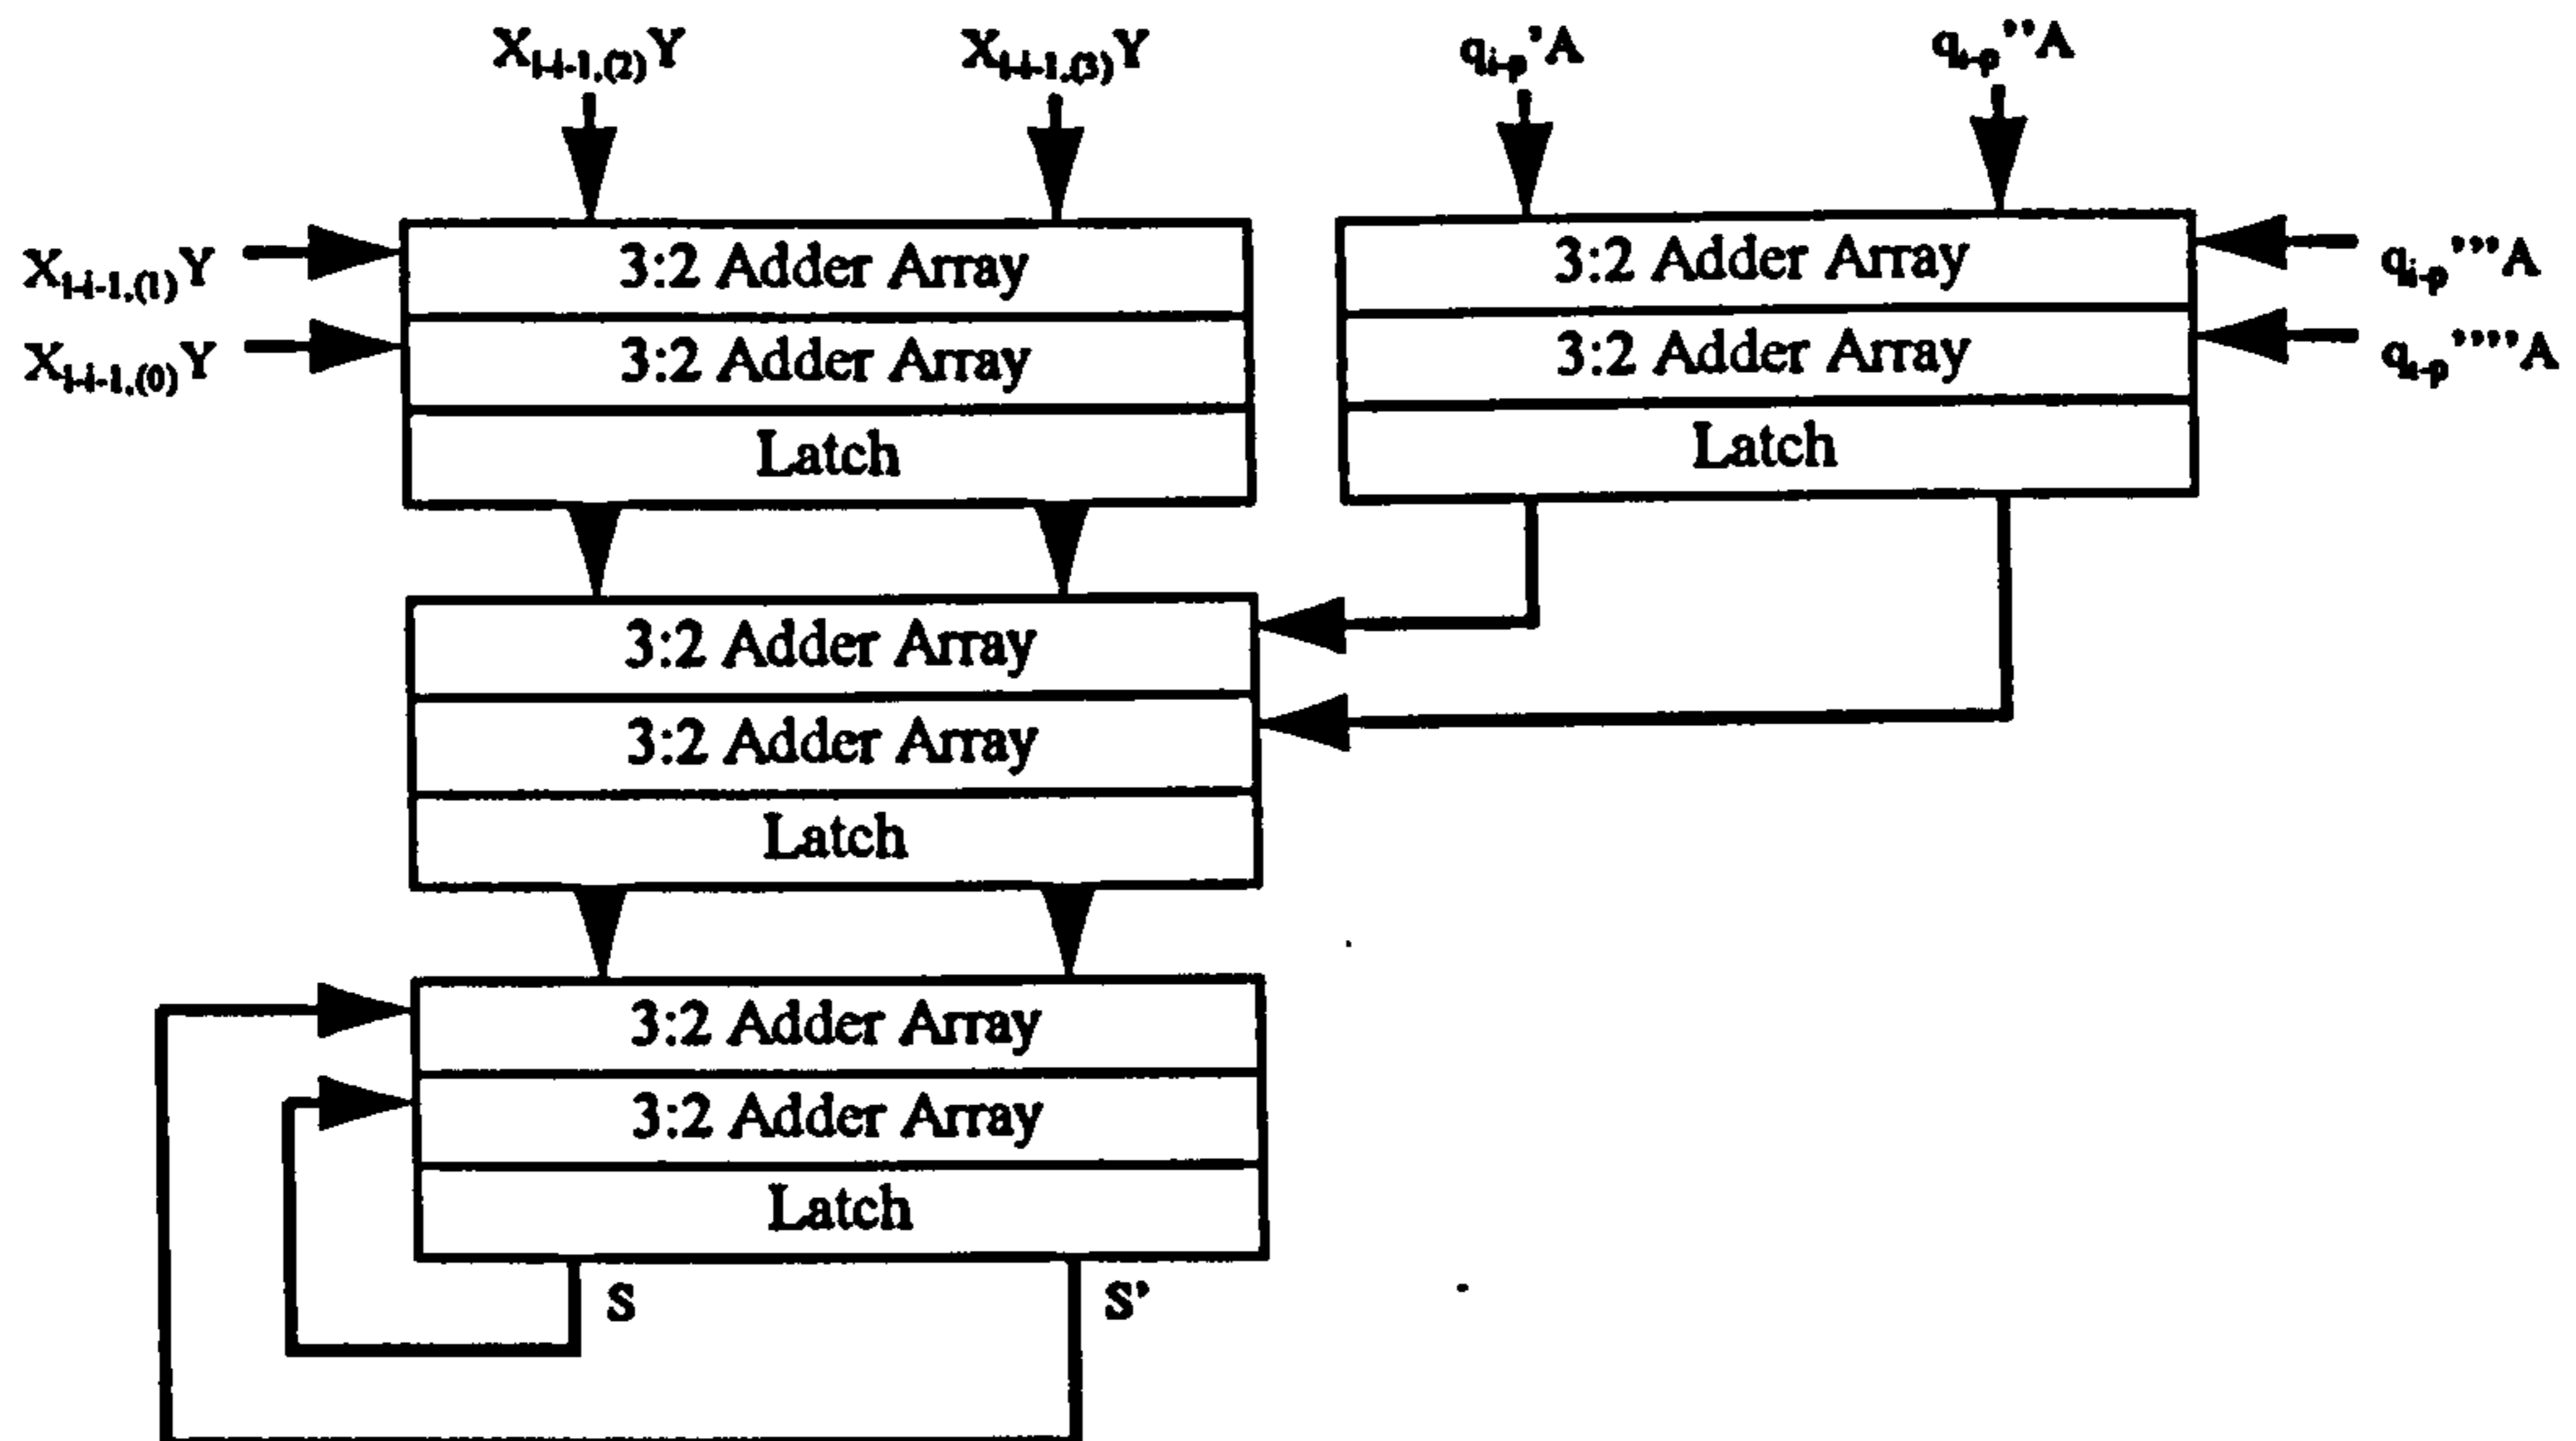 X_{l-i-1,(2)}Y X_{l-i-1,(3)}Y q_{i-p}'A q_{i-p}''A
X_{l-i-1,(1)}Y 3:2 Adder Array 3:2 Adder Array q_{i-p}'''A
X_{l-i-1,(0)}Y 3:2 Adder Array 3:2 Adder Array q_{i-p}''''A
Latch Latch
3:2 Adder Array
3:2 Adder Array
Latch
3:2 Adder Array
3:2 Adder Array
Latch
S S'